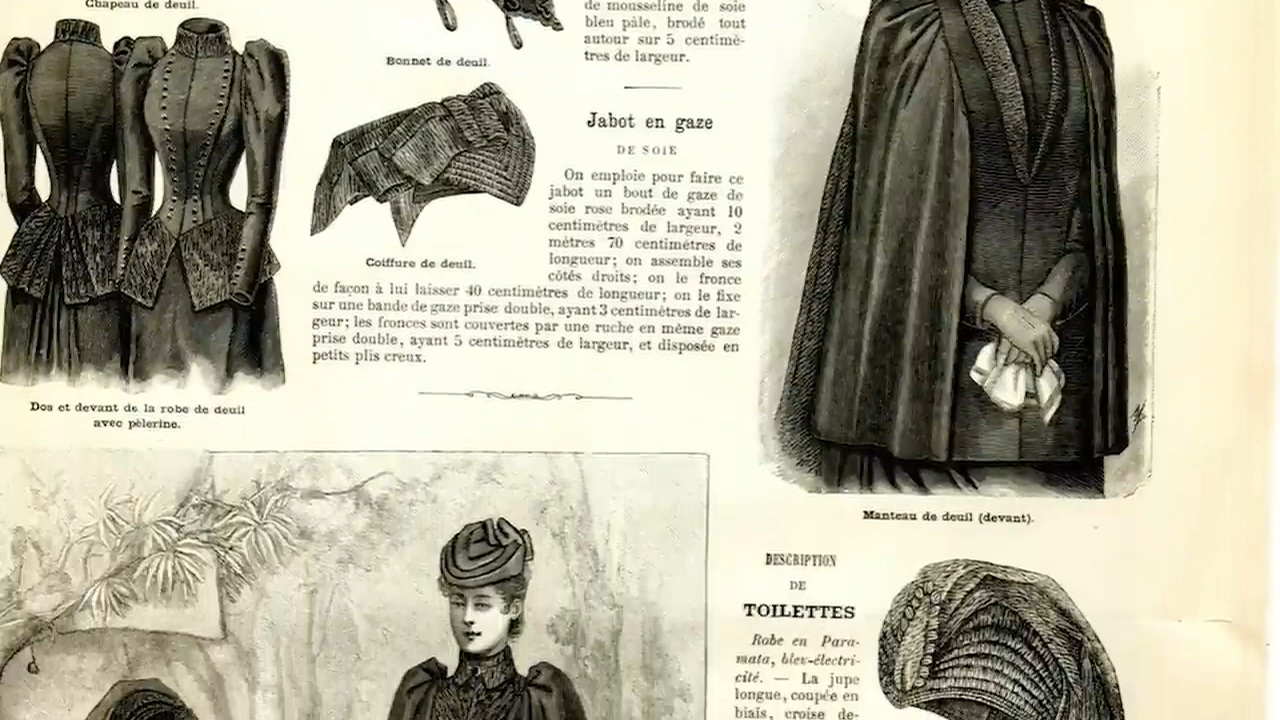 Chapeau de deuil.
Dos et devant de la robe de deuil
avec pèlerine.
Bonnet de deuil.
Coiffure de deuil.
de mousseline de soie
bleu pâle, brodé tout
autour sur 5 centimè-
tres de largeur.
Jabot en gaze
DE SOIE
On emploie pour faire ce
jabot un bout de gaze de
soie rose brodée ayant 10
centimètres de largeur, 2
mètres 70 centimètres de
longueur; on assemble ses
côtés droits; on le fronce
de façon à lui laisser 40 centimètres de longueur; on le fixe
sur une bande de gaze prise double, ayant 3 centimètres de lar-
geur; les fronces sont couvertes par une ruche en même gaze
prise double, ayant 5 centimètres de largeur, et disposée en
petits plis creux.
Manteau de deuil (devant).
DESCRIPTION
DE
TOILETTES
Robe en Para-
mata, bleu-électri-
cité. — La jupe
longue, coupée en
biais, croise de-